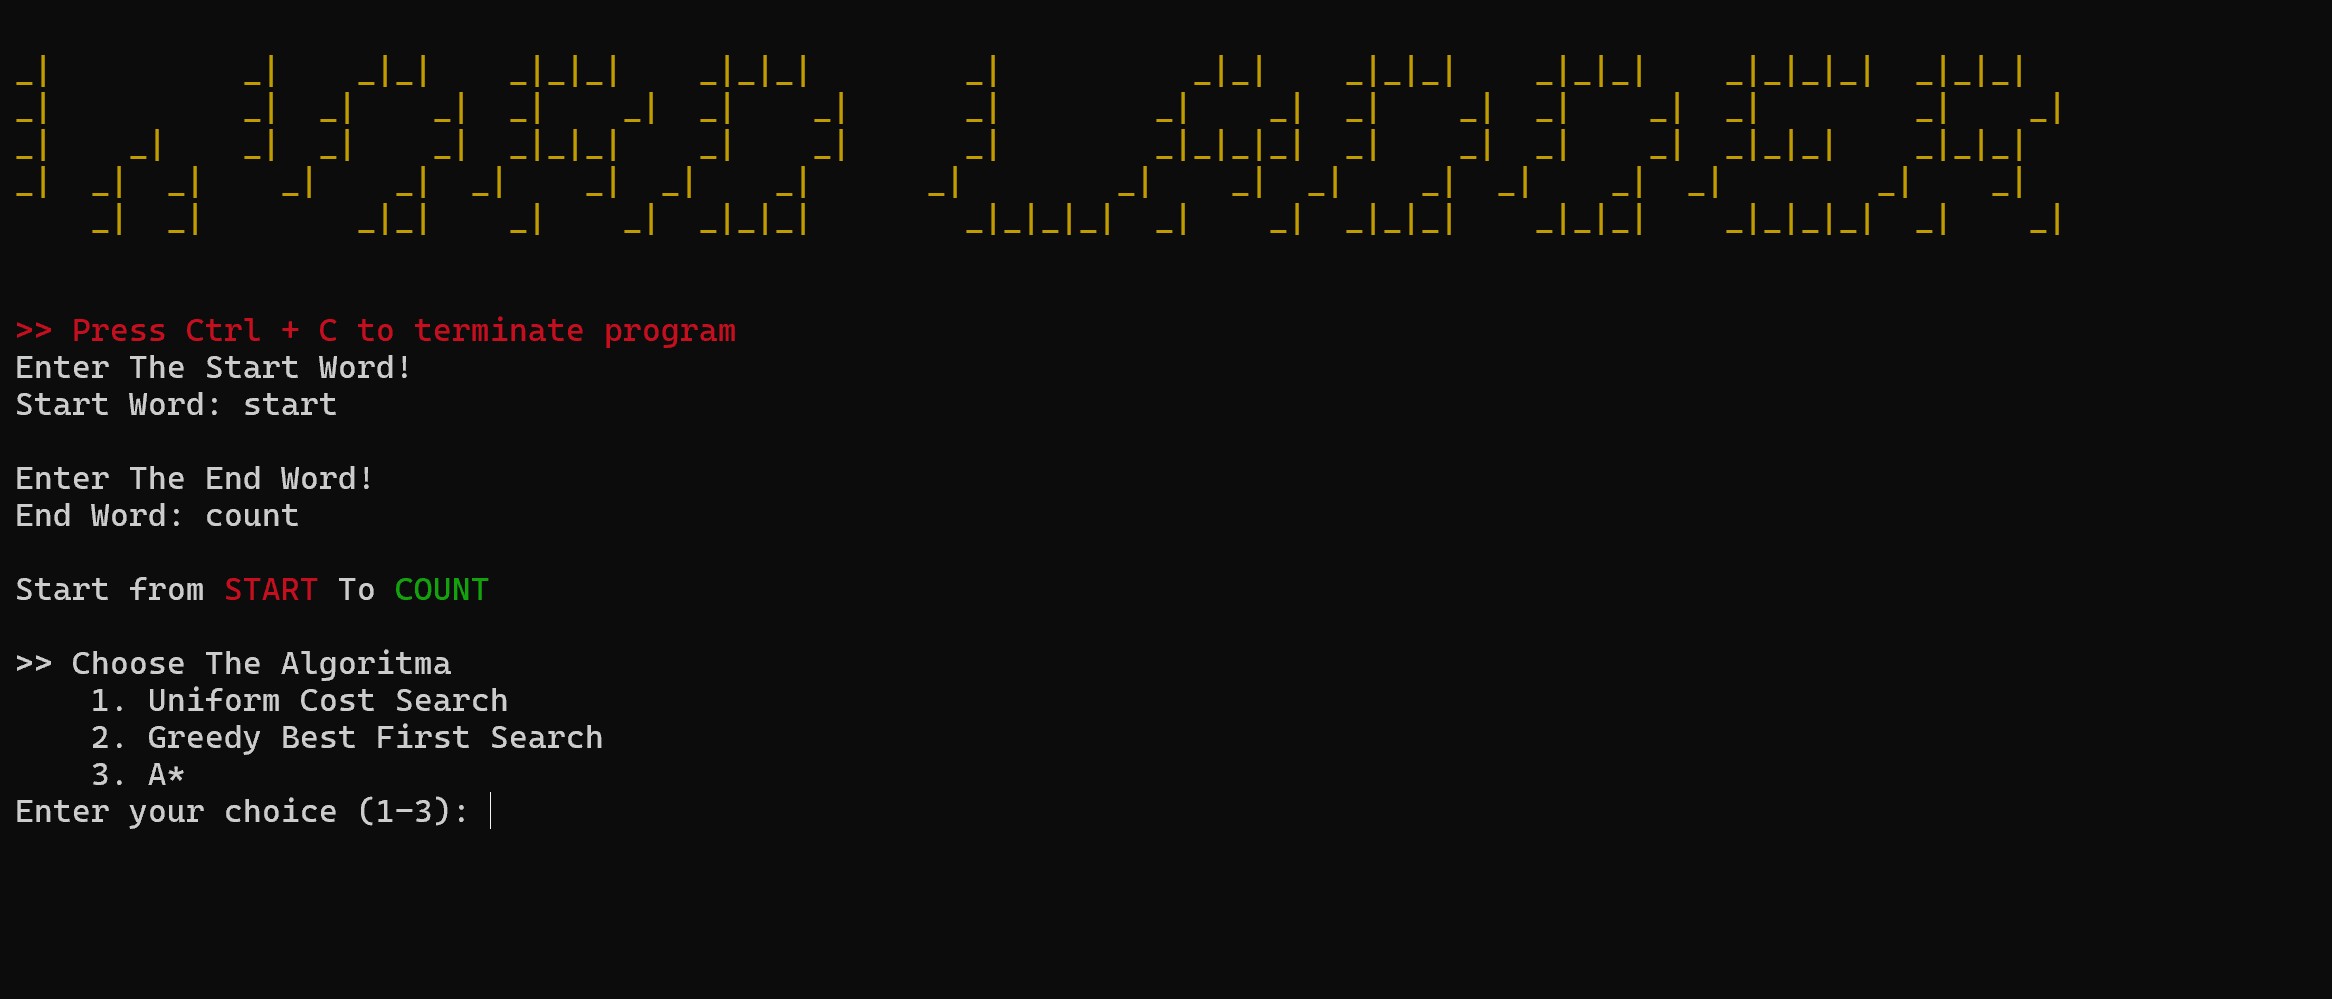 WORD LADDER
>> Press Ctrl + C to terminate program
Enter The Start Word!
Start Word: start
Enter The End Word!
End Word: count
Start from START To COUNT
>> Choose The Algoritma
1. Uniform Cost Search
2. Greedy Best First Search
3. A*
Enter your choice (1-3):